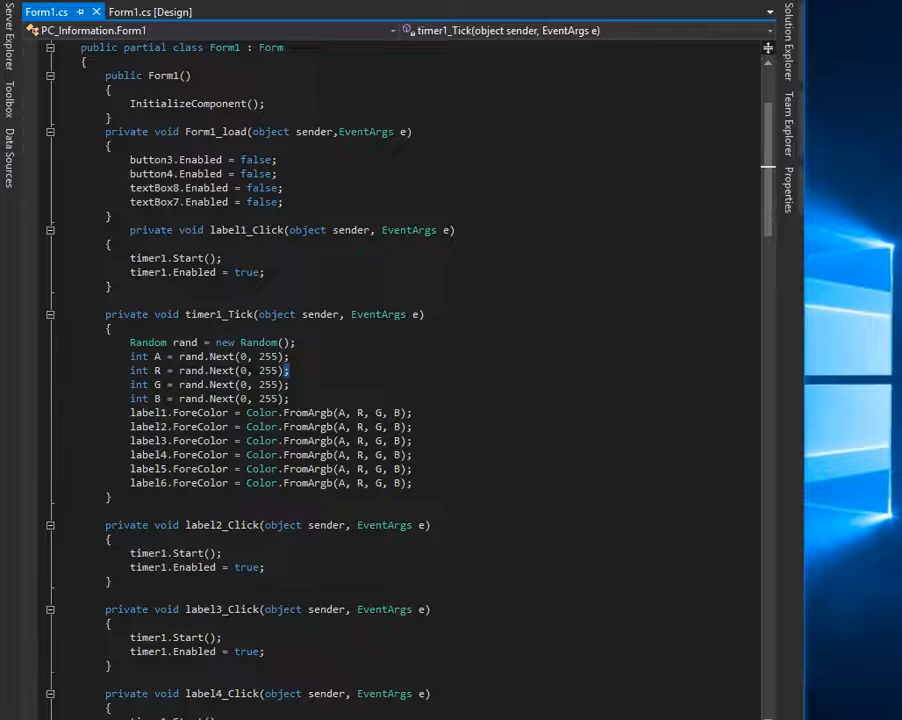 Form1.cs
Form1.cs [Design]
PC_Information.Form1
timer1_Tick(object sender, EventArgs e)
Server Explorer
Toolbox
Data Sources
Solution Explorer
Team Explorer
Properties
public partial class Form1 : Form
{
public Form1()
{
InitializeComponent();
}
private void Form1_load(object sender,EventArgs e)
{
button3.Enabled = false;
button4.Enabled = false;
textBox8.Enabled = false;
textBox7.Enabled = false;
}
private void label1_Click(object sender, EventArgs e)
{
timer1.Start();
timer1.Enabled = true;
}
private void timer1_Tick(object sender, EventArgs e)
{
Random rand = new Random();
int A = rand.Next(0, 255);
int R = rand.Next(0, 255);
int G = rand.Next(0, 255);
int B = rand.Next(0, 255);
label1.ForeColor = Color.FromArgb(A, R, G, B);
label2.ForeColor = Color.FromArgb(A, R, G, B);
label3.ForeColor = Color.FromArgb(A, R, G, B);
label4.ForeColor = Color.FromArgb(A, R, G, B);
label5.ForeColor = Color.FromArgb(A, R, G, B);
label6.ForeColor = Color.FromArgb(A, R, G, B);
}
private void label2_Click(object sender, EventArgs e)
{
timer1.Start();
timer1.Enabled = true;
}
private void label3_Click(object sender, EventArgs e)
{
timer1.Start();
timer1.Enabled = true;
}
private void label4_Click(object sender, EventArgs e)
{